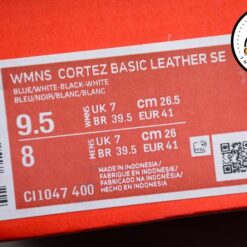 WMNS CORTEZ BASIC LEATHER SE
BLUE/WHITE-BLACK-WHITE
BLEU/NOIR/BLANC/BLANC
9.5 WMNS UK 7 cm 26.5
BR 39.5 EUR 41
8 MENS UK 7 cm 26
BR 39.5 EUR 41
MADE IN INDONESIA/
FABRIQUÉ EN INDONÉSIE/
FABRICADO NA INDONÉSIA/
HECHO EN INDONESIA/
CI1047 400